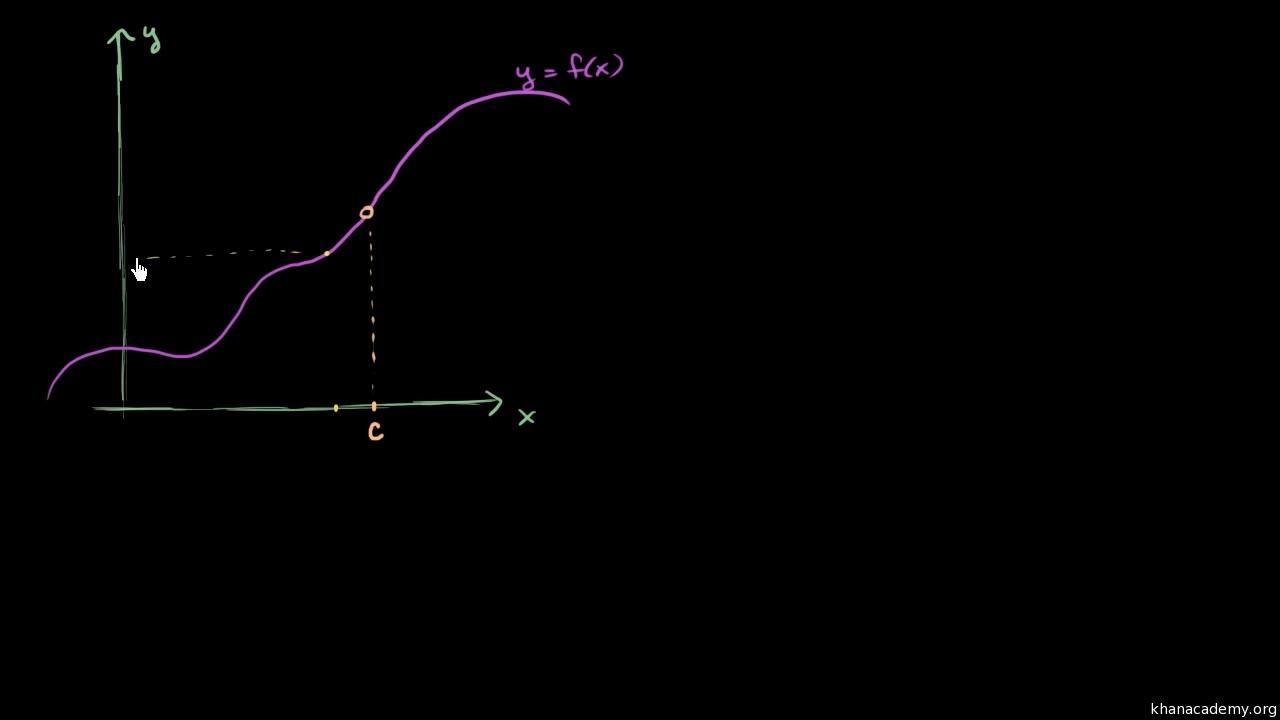 y
y = f(x)
x
c
khanacademy.org